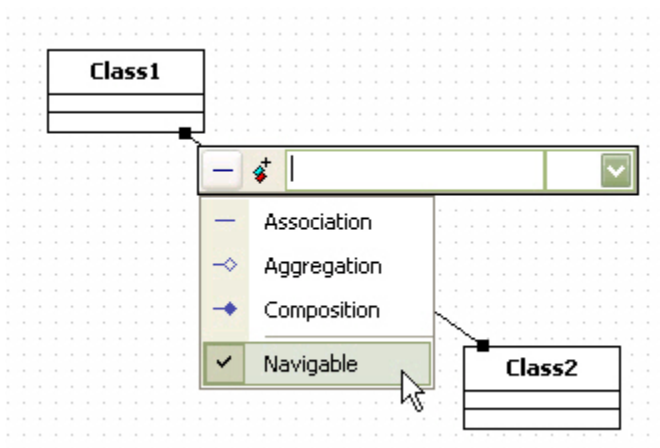 Class1
Association
Aggregation
Composition
Navigable
Class2